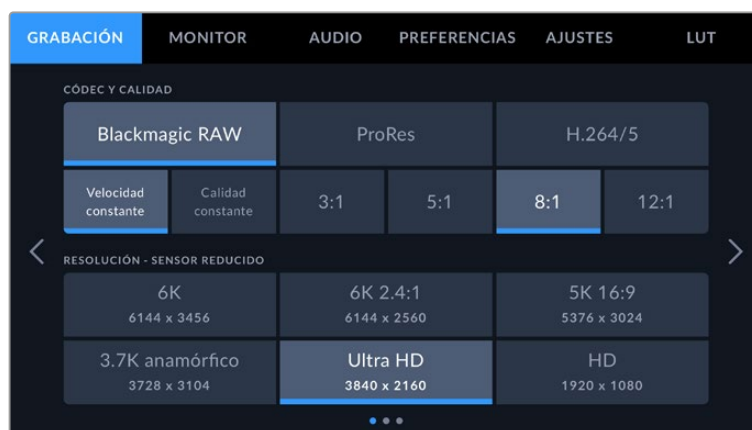 GRABACIÓN MONITOR AUDIO PREFERENCIAS AJUSTES LUT
CÓDEC Y CALIDAD
Blackmagic RAW ProRes H.264/5
Velocidad constante Calidad constante 3:1 5:1 8:1 12:1
RESOLUCIÓN - SENSOR REDUCIDO
6K 6K 2.4:1 5K 16:9
6144 x 3456 6144 x 2560 5376 x 3024
3.7K anamórfico Ultra HD HD
3728 x 3104 3840 x 2160 1920 x 1080